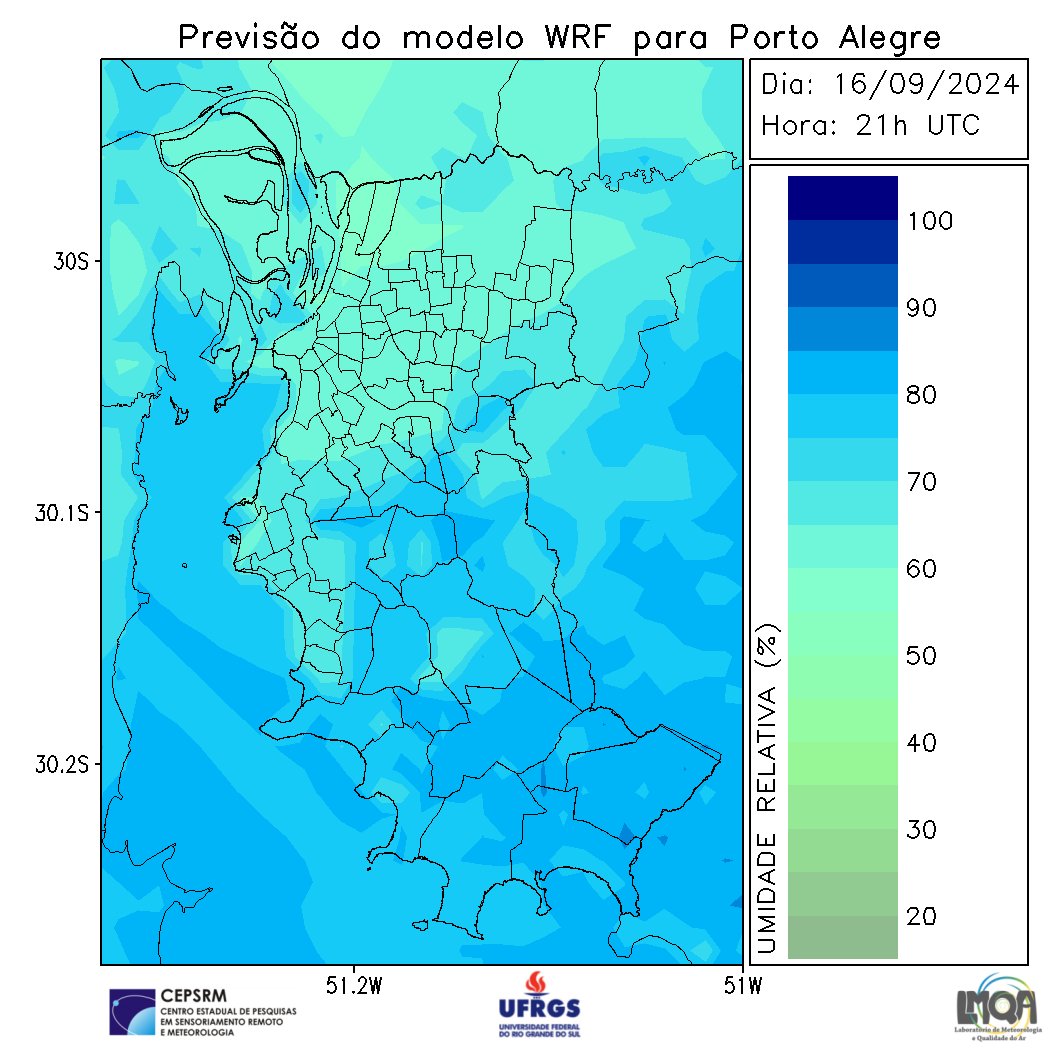 Previsão do modelo WRF para Porto Alegre
Dia: 16/09/2024
Hora: 21h UTC
100
90
80
70
60
50
40
30
20
UMIDADE RELATIVA (%)
30S
30.1S
30.2S
51.2W
51W
CEPSRM
CENTRO ESTADUAL DE PESQUISAS
EM SENSORIAMENTO REMOTO
E METEOROLOGIA
UFRGS
UNIVERSIDADE FEDERAL
DO RIO GRANDE DO SUL
LMQA
Laboratório de Meteorologia
e Qualidade do Ar